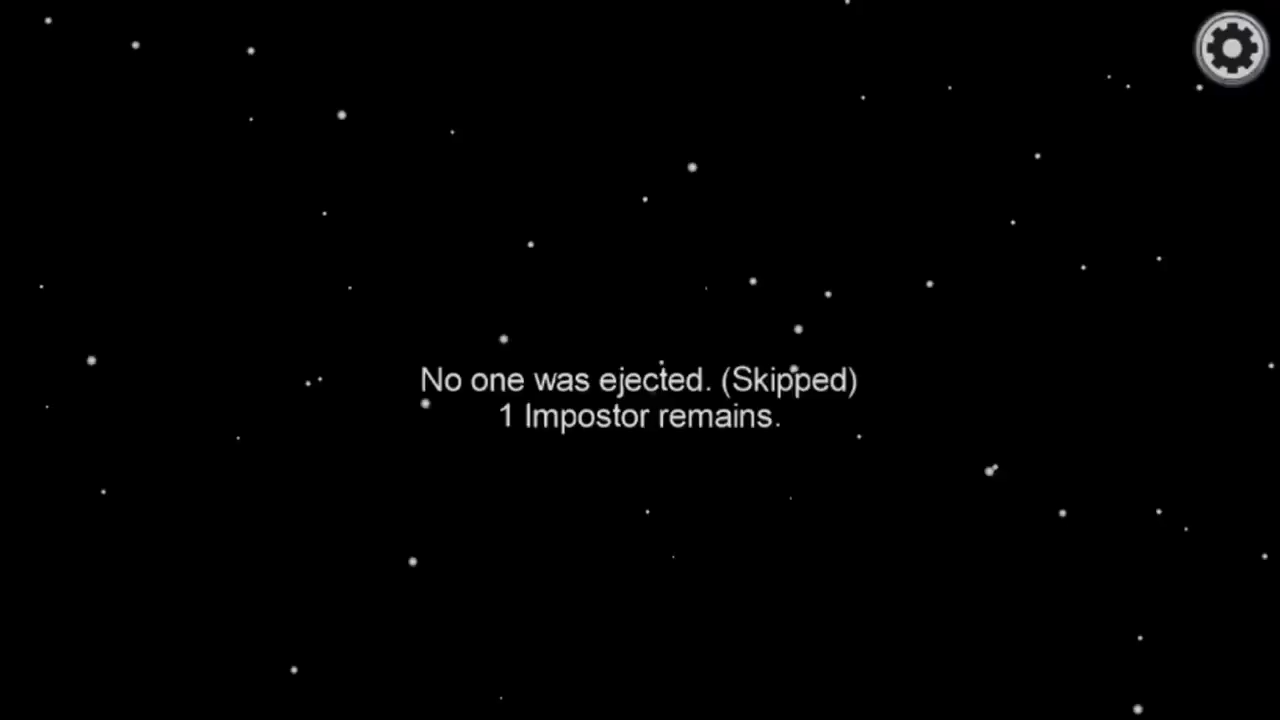 No one was ejected. (Skipped)
1 Impostor remains.